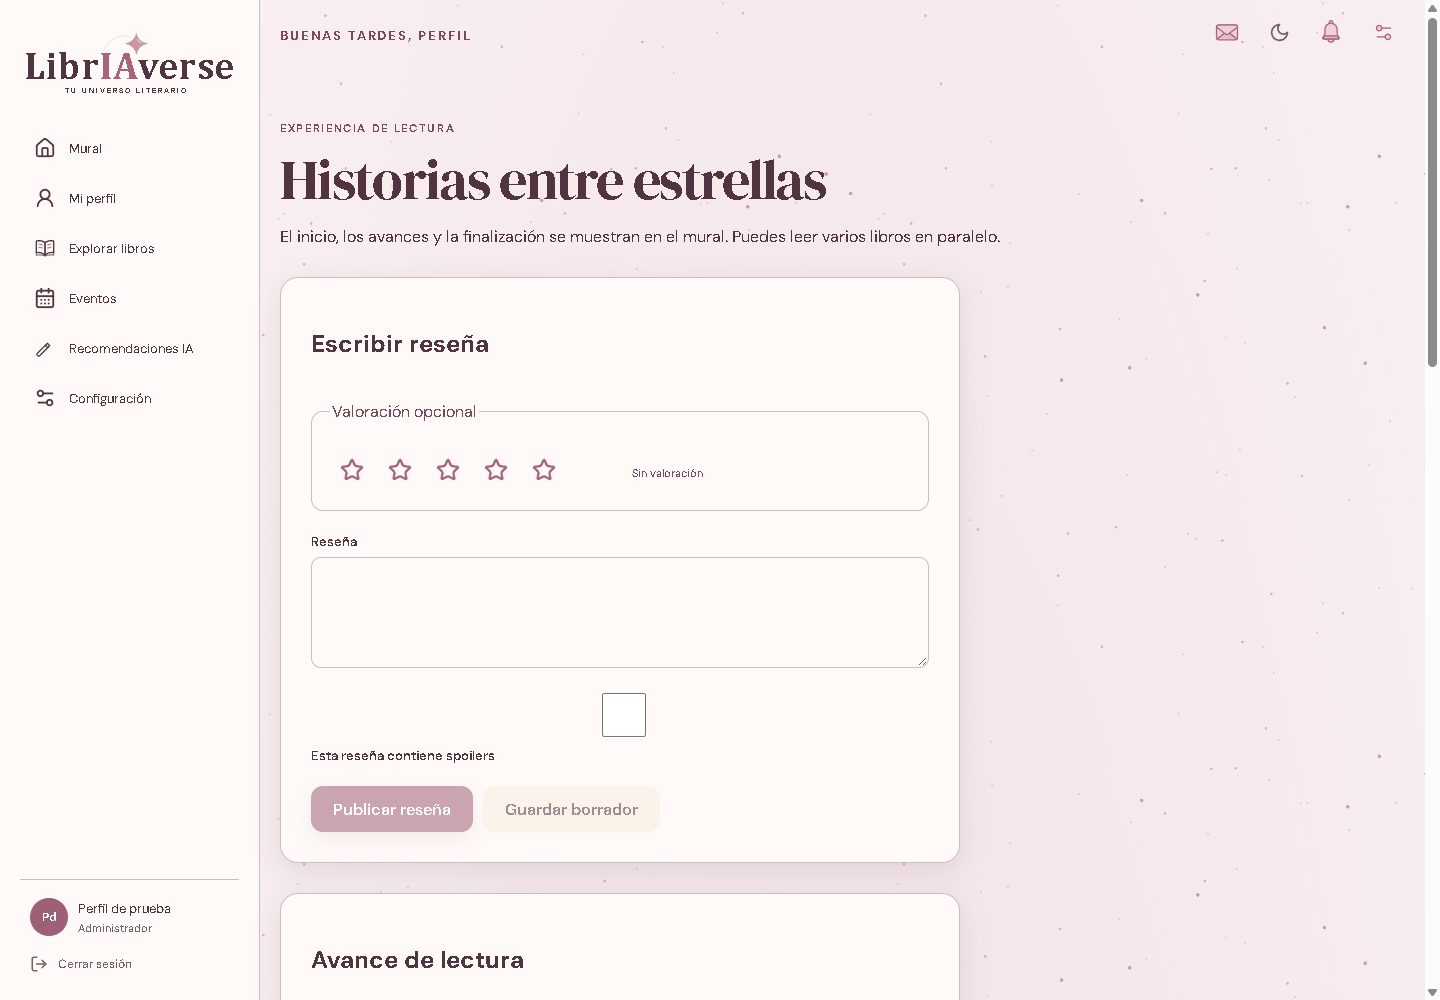 LibrIAverse
TU UNIVERSO LITERARIO
Mural
Mi perfil
Explorar libros
Eventos
Recomendaciones IA
Configuración
Pd
Perfil de prueba
Administrador
Cerrar sesión
BUENAS TARDES, PERFIL
EXPERIENCIA DE LECTURA
Historias entre estrellas
El inicio, los avances y la finalización se muestran en el mural. Puedes leer varios libros en paralelo.
Escribir reseña
Valoración opcional
Sin valoración
Reseña
Esta reseña contiene spoilers
Publicar reseña
Guardar borrador
Avance de lectura